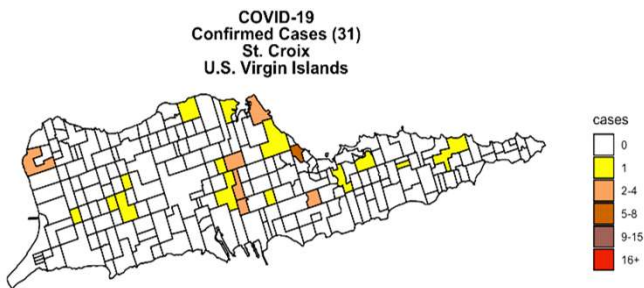 COVID-19
Confirmed Cases (31)
St. Croix
U.S. Virgin Islands
cases
0
1
2-4
5-8
9-15
16+